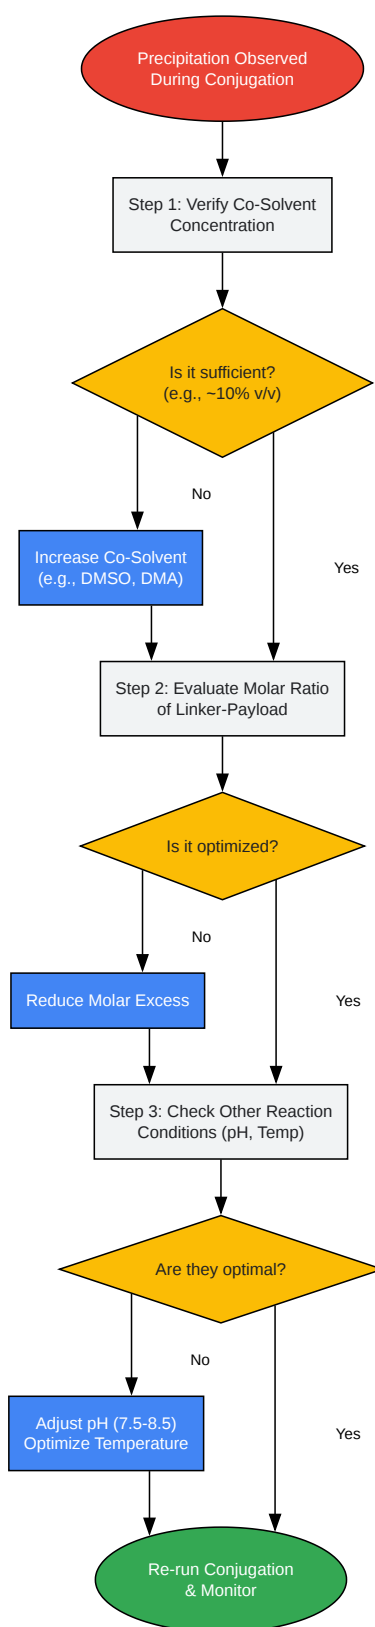 Precipitation Observed
During Conjugation
Step 1: Verify Co-Solvent
Concentration
Is it sufficient?
(e.g., ~10% v/v)
No
Increase Co-Solvent
(e.g., DMSO, DMA)
Yes
Step 2: Evaluate Molar Ratio
of Linker-Payload
Is it optimized?
No
Reduce Molar Excess
Yes
Step 3: Check Other Reaction
Conditions (pH, Temp)
Are they optimal?
No
Adjust pH (7.5-8.5)
Optimize Temperature
Yes
Re-run Conjugation
& Monitor